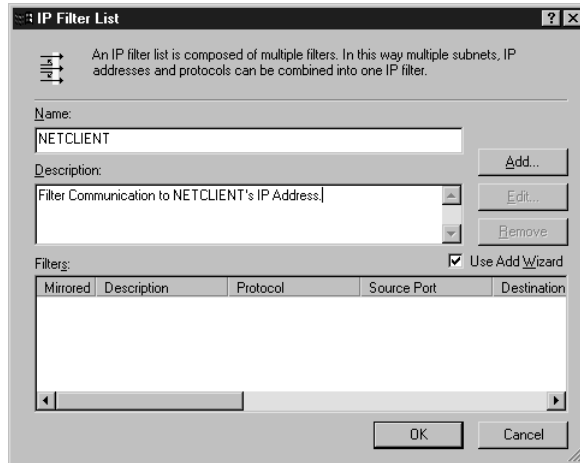 IP Filter List
An IP filter list is composed of multiple filters. In this way multiple subnets, IP
addresses and protocols can be combined into one IP filter.
Name:
NETCLIENT
Add...
Description:
Filter Communication to NETCLIENT's IP Address.
Edit...
Remove
Filters:
Use Add Wizard
Mirrored Description Protocol Source Port Destination
OK Cancel